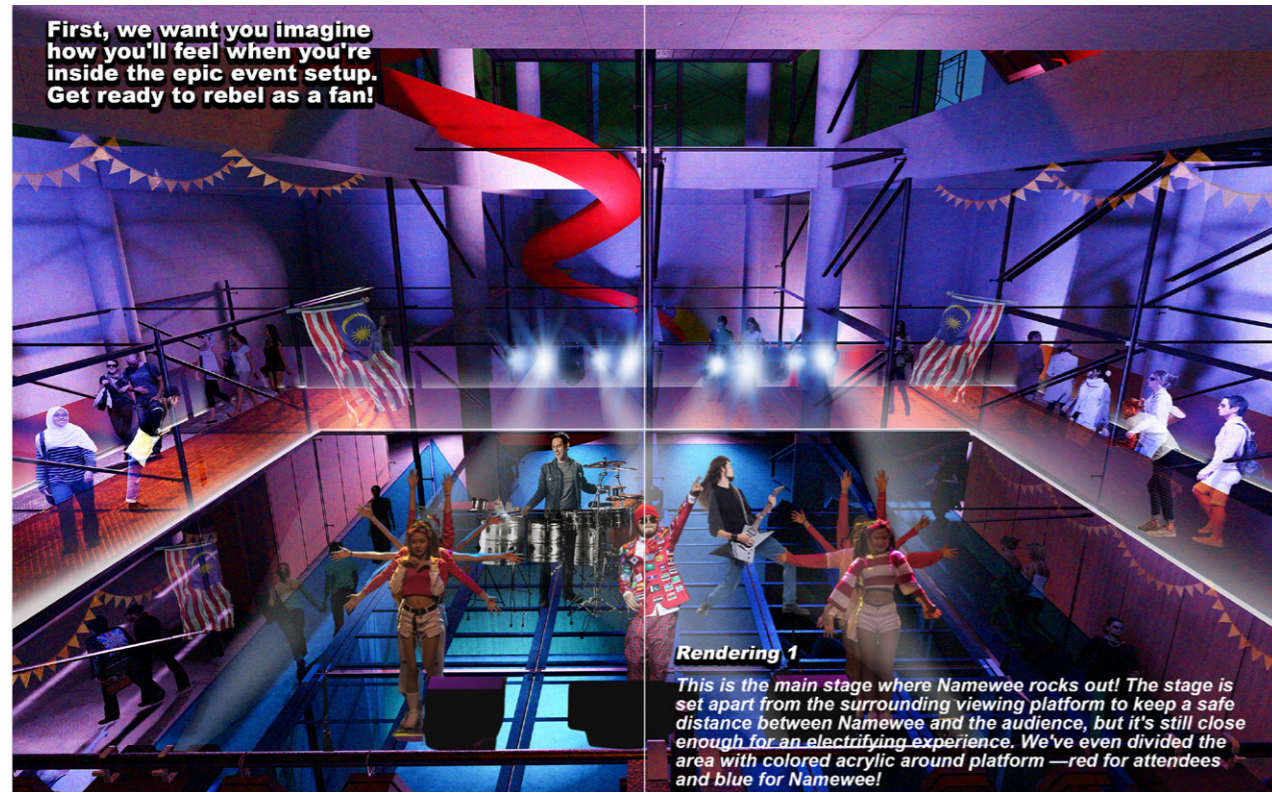 First, we want you imagine
how you'll feel when you're
inside the epic event setup.
Get ready to rebel as a fan!
Rendering 1
This is the main stage where Namewee rocks out! The stage is
set apart from the surrounding viewing platform to keep a safe
distance between Namewee and the audience, but it's still close
enough for an electrifying experience. We've even divided the
area with colored acrylic around platform —red for attendees
and blue for Namewee!